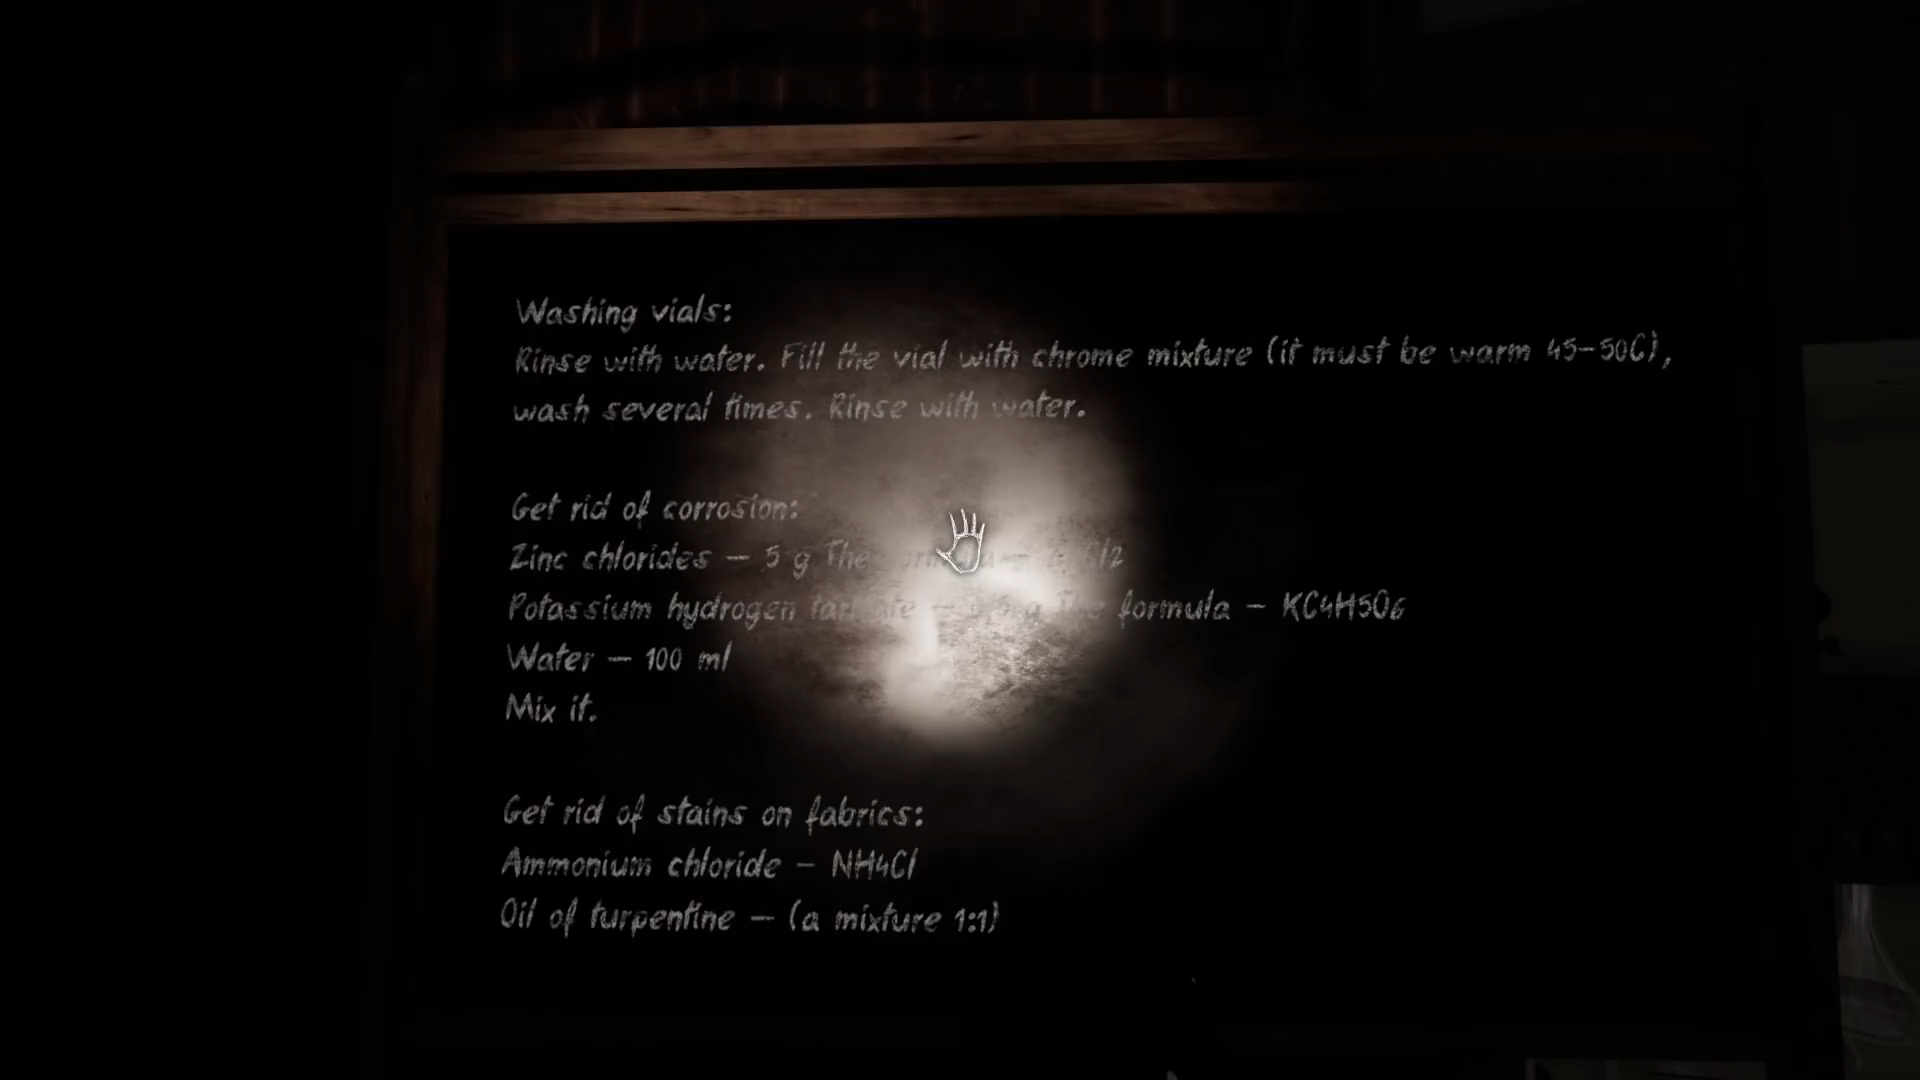 Washing vials:
Rinse with water. Fill the vial with chrome mixture (it must be warm 45-50C),
wash several times. Rinse with water.
Get rid of corrosion:
Zinc chlorides – 5 g The
Potassium hydrogen The formula – KC4H5O6
Water – 100 ml
Mix it.
Get rid of stains on fabrics:
Ammonium chloride – NH4Cl
Oil of turpentine – (a mixture 1:1)